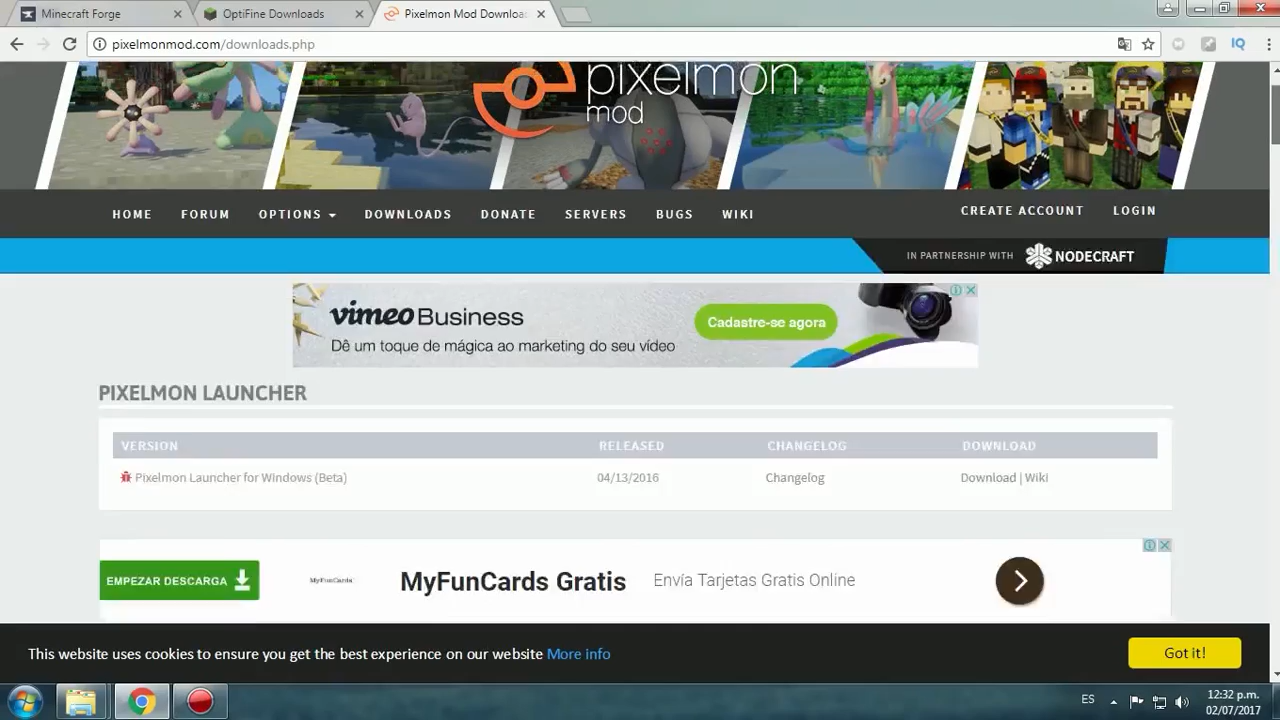 Minecraft Forge
OptiFine Downloads
Pixelmon Mod Downloa
pixelmonmod.com/downloads.php
IQ
pixelmon
mod
HOME FORUM OPTIONS DOWNLOADS DONATE SERVERS BUGS WIKI
CREATE ACCOUNT LOGIN
IN PARTNERSHIP WITH NODECRAFT
vimeo Business
Cadastre-se agora
Dê um toque de mágica ao marketing do seu vídeo
PIXELMON LAUNCHER
VERSION RELEASED CHANGELOG DOWNLOAD
Pixelmon Launcher for Windows (Beta) 04/13/2016 Changelog Download | Wiki
EMPEZAR DESCARGA
MyFunCards
MyFunCards Gratis
Envía Tarjetas Gratis Online
This website uses cookies to ensure you get the best experience on our website More info
Got it!
ES
12:32 p.m.
02/07/2017